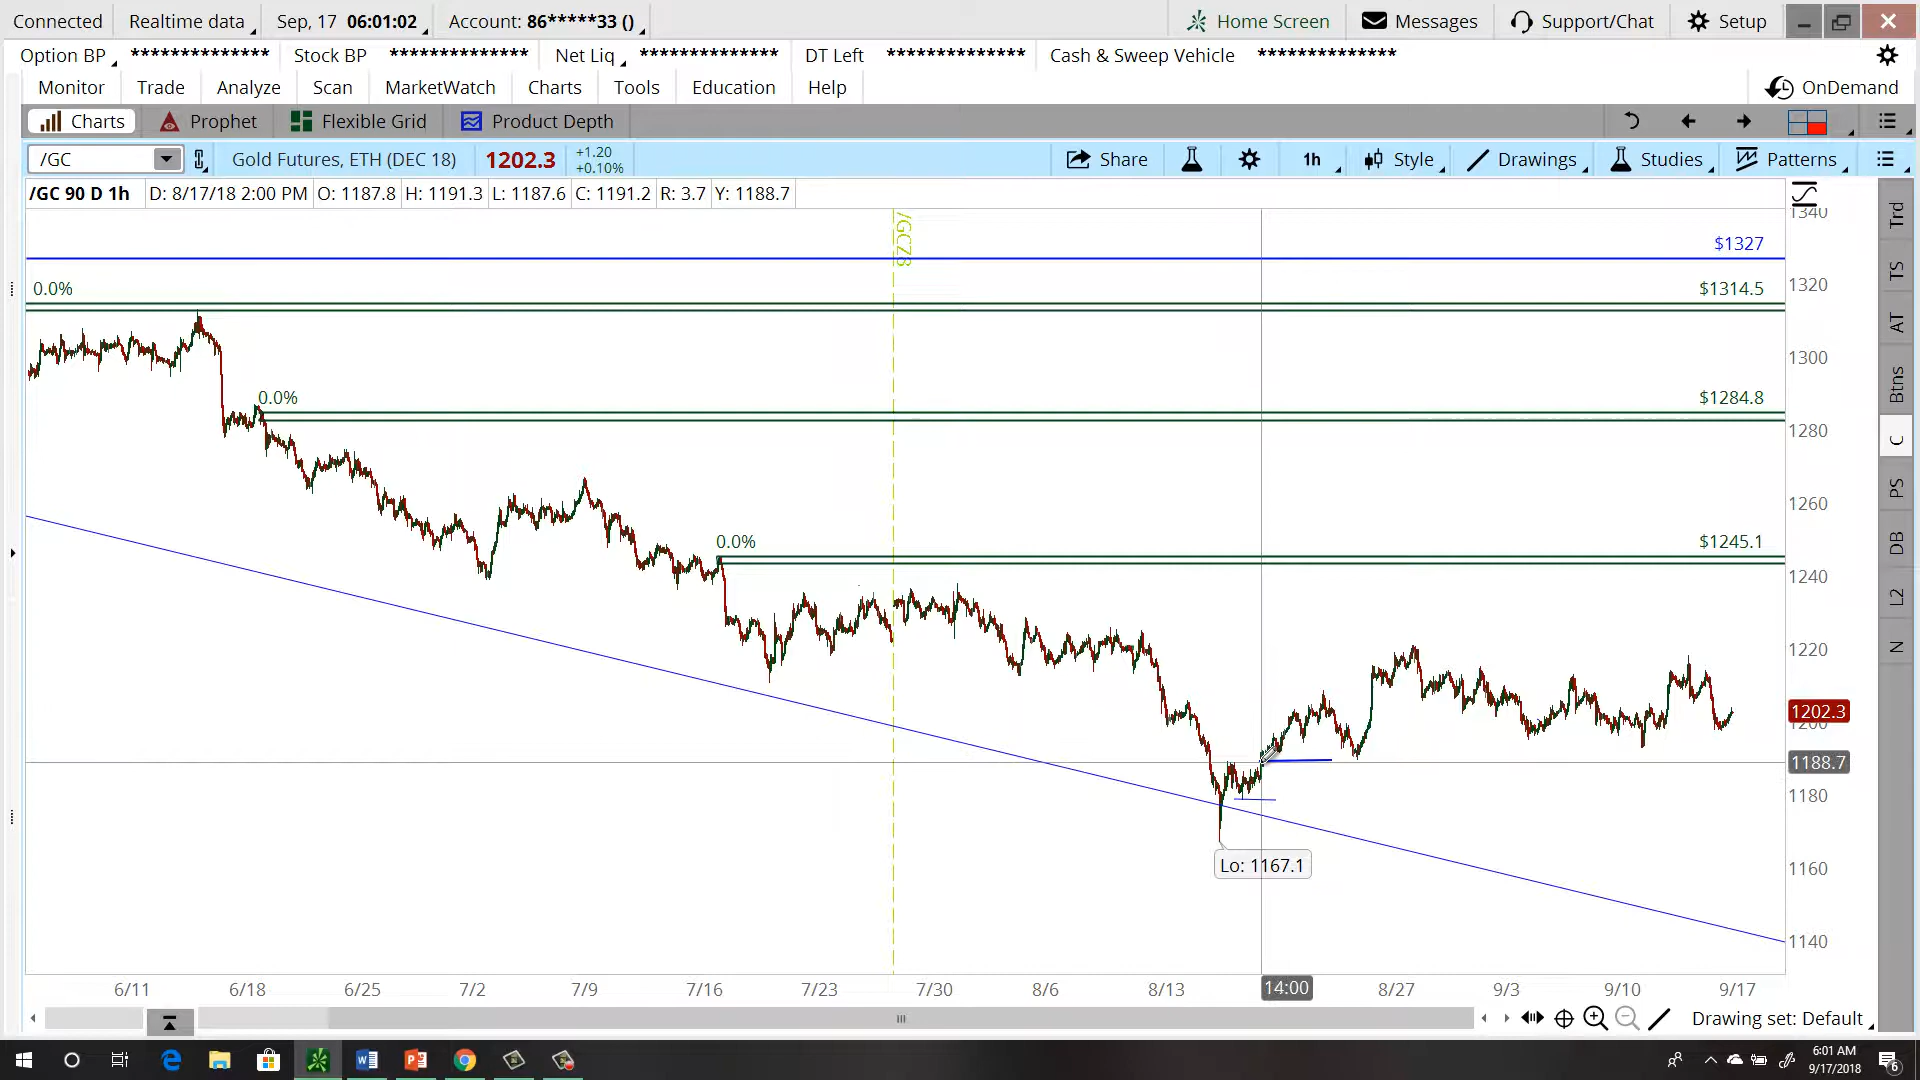 Connected Realtime data Sep, 17 06:01:02 Account: 86*****33 () Home Screen Messages Support/Chat Setup
Option BP ************** Stock BP ************** Net Liq ************** DT Left ************** Cash & Sweep Vehicle **************
Monitor Trade Analyze Scan MarketWatch Charts Tools Education Help OnDemand
Charts Prophet Flexible Grid Product Depth
/GC Gold Futures, ETH (DEC 18) 1202.3 +1.20 +0.10% Share 1h Style Drawings Studies Patterns
/GC 90 D 1h D: 8/17/18 2:00 PM O: 1187.8 H: 1191.3 L: 1187.6 C: 1191.2 R: 3.7 Y: 1188.7
1340
/GCZ8
$1327
0.0% $1314.5
1320
1300
0.0% $1284.8
1280
1260
0.0% $1245.1
1240
1220
1202.3
1200
1188.7
1180
Lo: 1167.1
1160
1140
6/11 6/18 6/25 7/2 7/9 7/16 7/23 7/30 8/6 8/13 14:00 8/27 9/3 9/10 9/17
Drawing set: Default
Trd
TS
AT
Btns
C
PS
DB
L2
N
6:01 AM
9/17/2018
6